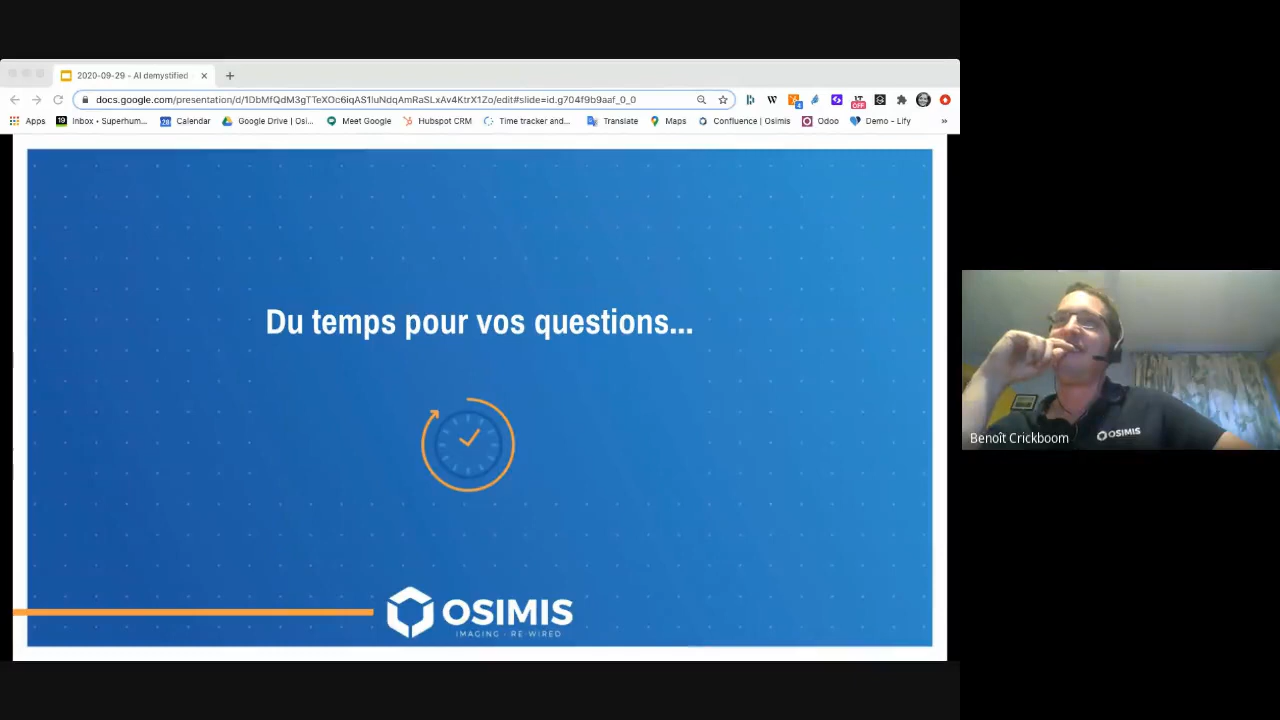 2020-09-29 - AI demystified
docs.google.com/presentation/d/1DbMfQdM3gTTeXOc6iqAS1luNdqAmRaSLxAv4KtrX1Zo/edit#slide=id.g704f9b9aaf_0_0
Apps Inbox • Superhum... Calendar Google Drive | Osi... Meet Google Hubspot CRM Time tracker and... Translate Maps Confluence | Osimis Odoo Demo - Lify »
Du temps pour vos questions...
OSIMIS
IMAGING · RE·WIRED
OSIMIS
Benoît Crickboom